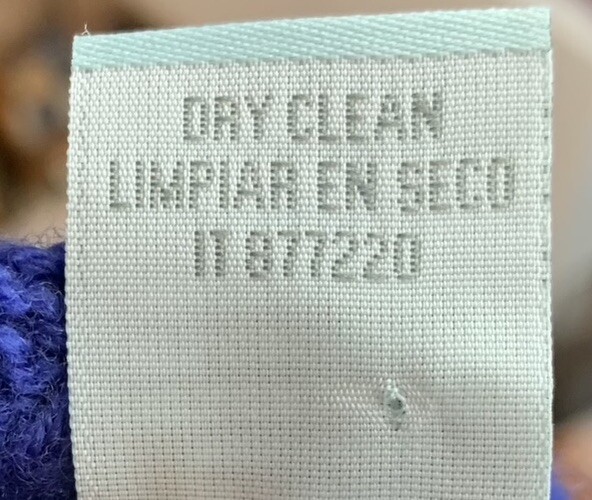 DRY CLEAN
LIMPIAR EN SECO
IT 877220